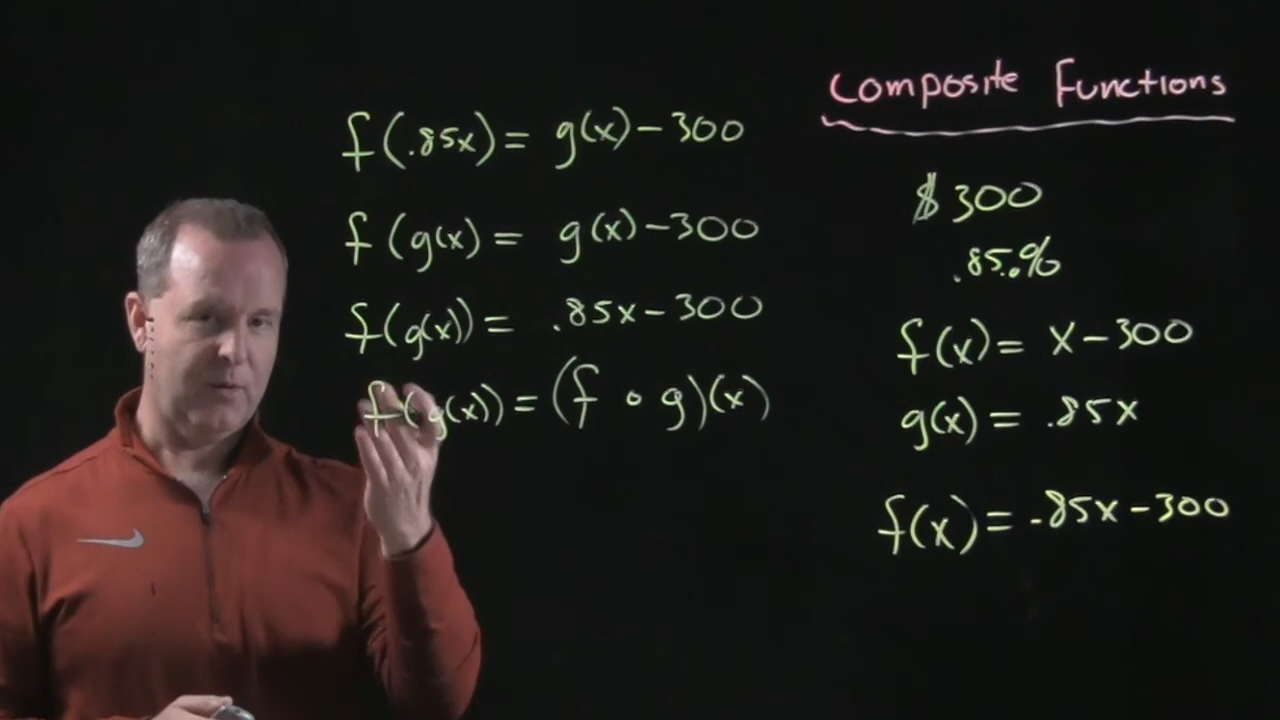 Composite Functions
f(.85x) = g(x) - 300
f(g(x) = g(x) - 300
f(g(x)) = .85x - 300
f(g(x)) = (f ∘ g)(x)
$300
.85.%
f(x) = x - 300
g(x) = .85x
f(x) = .85x - 300